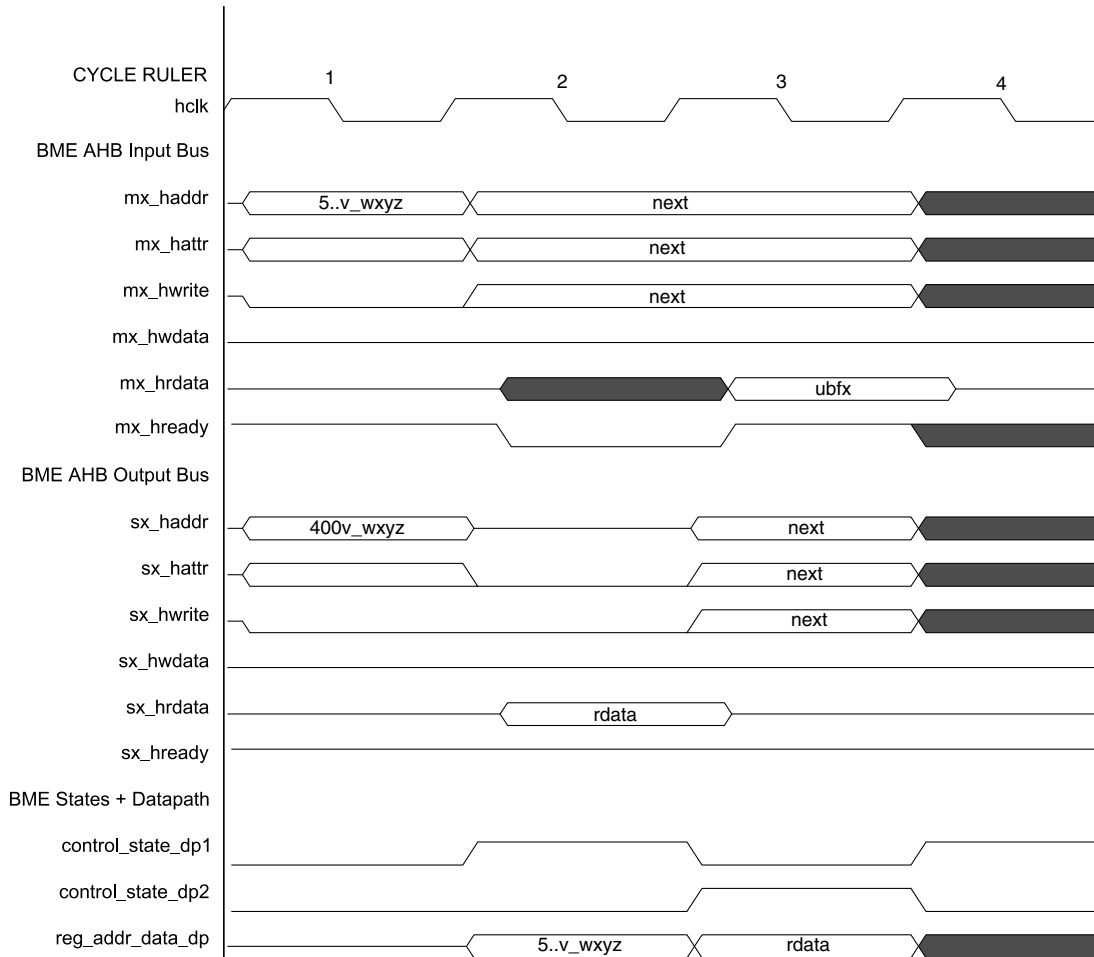 CYCLE RULER 1 2 3 4
hclk
BME AHB Input Bus
mx_haddr 5..v_wxyz next
mx_hattr next
mx_hwrite next
mx_hwdata
mx_hrdata ubfx
mx_hready
BME AHB Output Bus
sx_haddr 400v_wxyz next
sx_hattr next
sx_hwrite next
sx_hwdata
sx_hrdata rdata
sx_hready
BME States + Datapath
control_state_dp1
control_state_dp2
reg_addr_data_dp 5..v_wxyz rdata